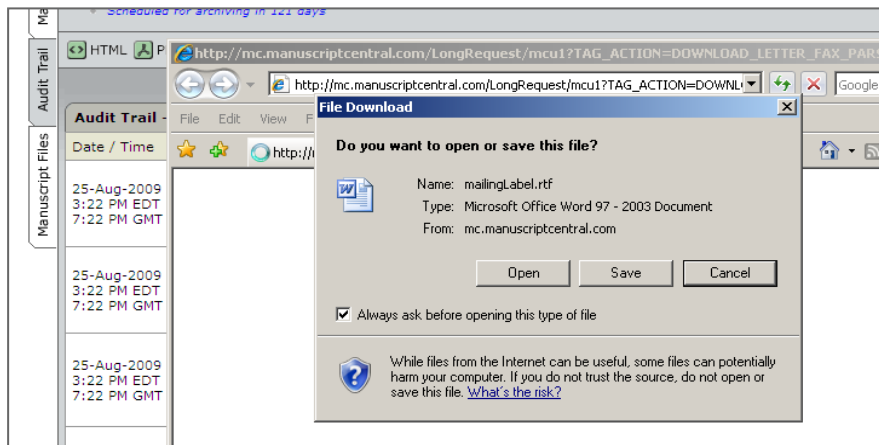 Scheduled for archiving in 121 days
Ma
Audit Trail
Manuscript Files
HTML P
http://mc.manuscriptcentral.com/LongRequest/mcu1?TAG_ACTION=DOWNLOAD_LETTER_FAX_PARS
http://mc.manuscriptcentral.com/LongRequest/mcu1?TAG_ACTION=DOWNL
Google
File Edit View F
http://
Audit Trail -
Date / Time
25-Aug-2009
3:22 PM EDT
7:22 PM GMT
25-Aug-2009
3:22 PM EDT
7:22 PM GMT
25-Aug-2009
3:22 PM EDT
7:22 PM GMT
File Download
Do you want to open or save this file?
Name: mailingLabel.rtf
Type: Microsoft Office Word 97 - 2003 Document
From: mc.manuscriptcentral.com
Open Save Cancel
Always ask before opening this type of file
While files from the Internet can be useful, some files can potentially
harm your computer. If you do not trust the source, do not open or
save this file. What's the risk?